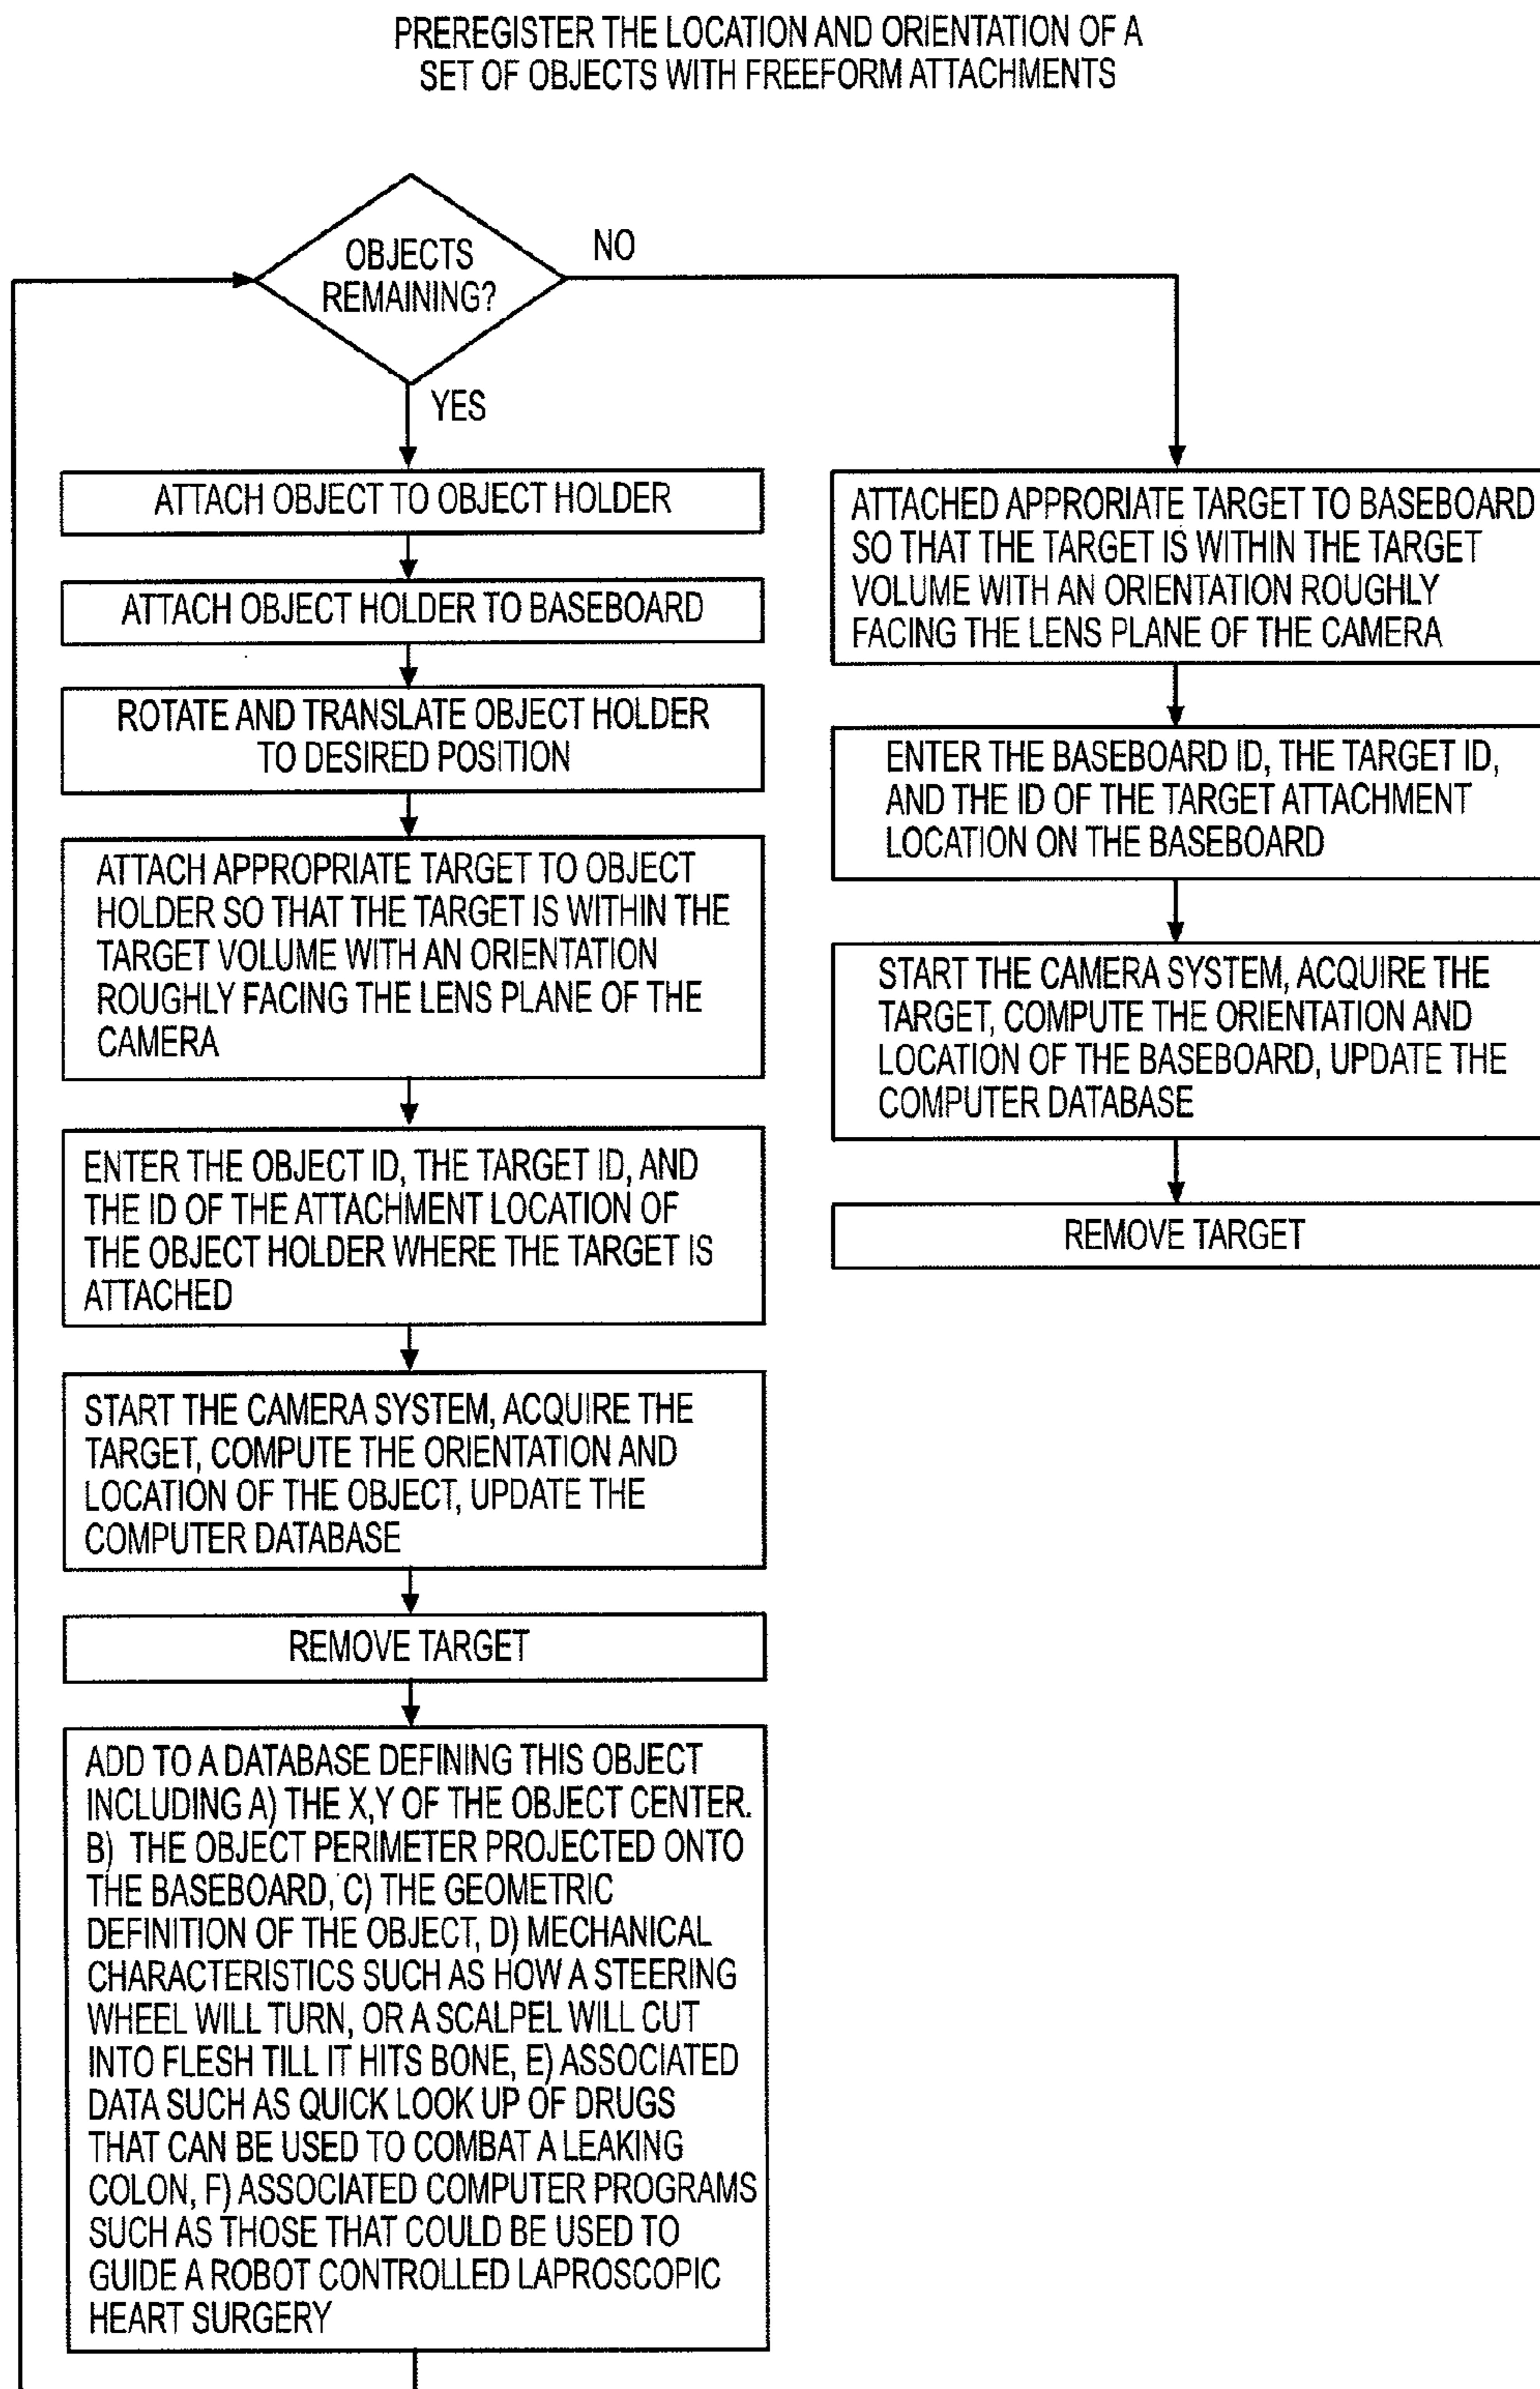 PREREGISTER THE LOCATION AND ORIENTATION OF A
SET OF OBJECTS WITH FREEFORM ATTACHMENTS
OBJECTS
REMAINING?
NO
YES
ATTACH OBJECT TO OBJECT HOLDER
ATTACH OBJECT HOLDER TO BASEBOARD
ROTATE AND TRANSLATE OBJECT HOLDER
TO DESIRED POSITION
ATTACH APPROPRIATE TARGET TO OBJECT
HOLDER SO THAT THE TARGET IS WITHIN THE
TARGET VOLUME WITH AN ORIENTATION
ROUGHLY FACING THE LENS PLANE OF THE
CAMERA
ENTER THE OBJECT ID, THE TARGET ID, AND
THE ID OF THE ATTACHMENT LOCATION OF
THE OBJECT HOLDER WHERE THE TARGET IS
ATTACHED
START THE CAMERA SYSTEM, ACQUIRE THE
TARGET, COMPUTE THE ORIENTATION AND
LOCATION OF THE OBJECT, UPDATE THE
COMPUTER DATABASE
REMOVE TARGET
ADD TO A DATABASE DEFINING THIS OBJECT
INCLUDING A) THE X,Y OF THE OBJECT CENTER.
B) THE OBJECT PERIMETER PROJECTED ONTO
THE BASEBOARD, C) THE GEOMETRIC
DEFINITION OF THE OBJECT, D) MECHANICAL
CHARACTERISTICS SUCH AS HOW A STEERING
WHEEL WILL TURN, OR A SCALPEL WILL CUT
INTO FLESH TILL IT HITS BONE, E) ASSOCIATED
DATA SUCH AS QUICK LOOK UP OF DRUGS
THAT CAN BE USED TO COMBAT A LEAKING
COLON, F) ASSOCIATED COMPUTER PROGRAMS
SUCH AS THOSE THAT COULD BE USED TO
GUIDE A ROBOT CONTROLLED LAPROSCOPIC
HEART SURGERY
ATTACHED APPRORIATE TARGET TO BASEBOARD
SO THAT THE TARGET IS WITHIN THE TARGET
VOLUME WITH AN ORIENTATION ROUGHLY
FACING THE LENS PLANE OF THE CAMERA
ENTER THE BASEBOARD ID, THE TARGET ID,
AND THE ID OF THE TARGET ATTACHMENT
LOCATION ON THE BASEBOARD
START THE CAMERA SYSTEM, ACQUIRE THE
TARGET, COMPUTE THE ORIENTATION AND
LOCATION OF THE BASEBOARD, UPDATE THE
COMPUTER DATABASE
REMOVE TARGET